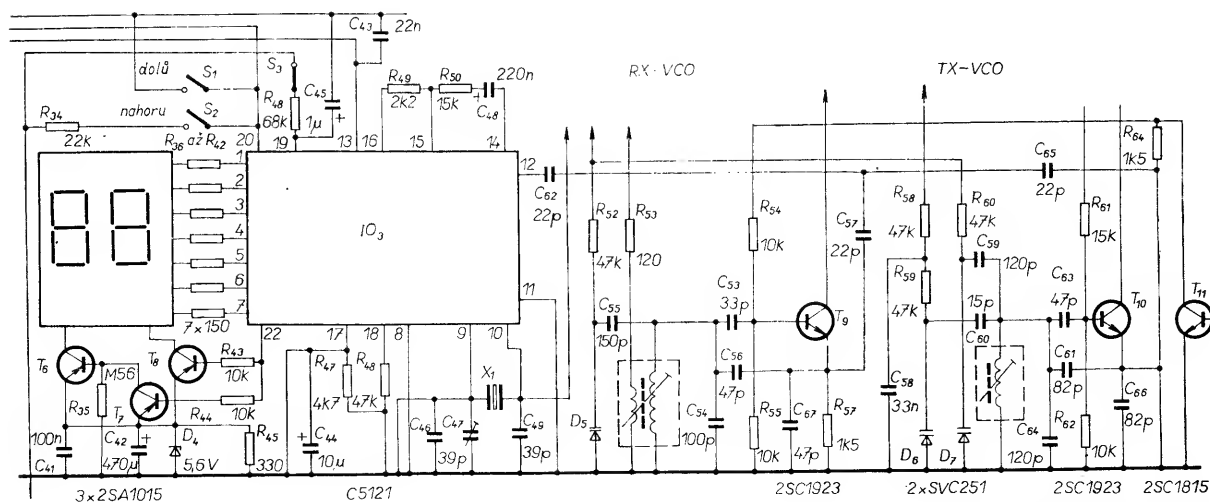 C43
22n
RX-VCO
TX-VCO
dolů
S1
S3
nahoru
S2
R34
22k
R48
68k
C45
1µ
R49
2k2
R50
15k
220n
C48
R36 až R42
20
19
13
16
15
14
12
11
1
2
3
4
5
6
7
7×150
22
17
18
8
9
10
IO3
C62
22p
R52
47k
R53
120
R54
10k
C57
22p
C65
22p
R64
1k5
R58
47k
R60
47k
C59
120p
R61
15k
R59
47k
C53
33p
C55
150p
C56
47p
T9
15p
C60
C63
47p
T10
T11
C61
82p
C66
82p
C58
33n
C54
100p
R55
10k
C67
47p
R57
1k5
D5
D6
D7
C64
120p
R62
10k
T6
M56
T8
R43
10k
R35
T7
R44
10k
100n
C41
C42
470µ
D4
5,6V
R45
330
R47
4k7
R48
47k
C44
10µ
X1
C46
C47
39p
C49
39p
3×2SA1015
C5121
2SC1923
2×SVC251
2SC1923
2SC1815